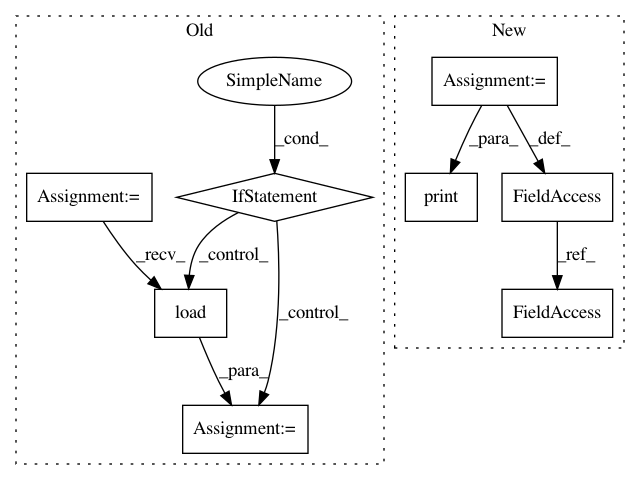 Old
New
SimpleName
Assignment:=
_cond_
_para_
_def_
Assignment:=
IfStatement
print
FieldAccess
_recv_
_control_
_ref_
_control_
load
FieldAccess
_para_
Assignment:=